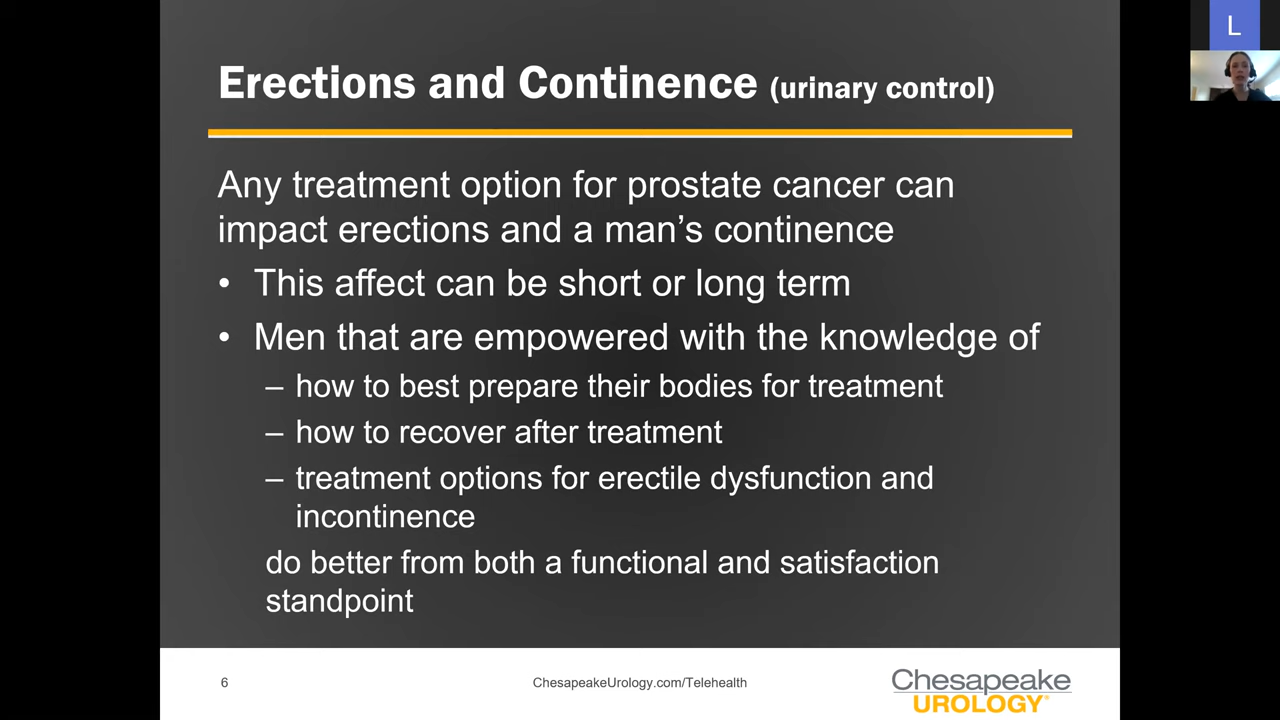 L
Erections and Continence (urinary control)
Any treatment option for prostate cancer can
impact erections and a man’s continence
• This affect can be short or long term
• Men that are empowered with the knowledge of
– how to best prepare their bodies for treatment
– how to recover after treatment
– treatment options for erectile dysfunction and
incontinence
do better from both a functional and satisfaction
standpoint
6
ChesapeakeUrology.com/Telehealth
Chesapeake
UROLOGY®